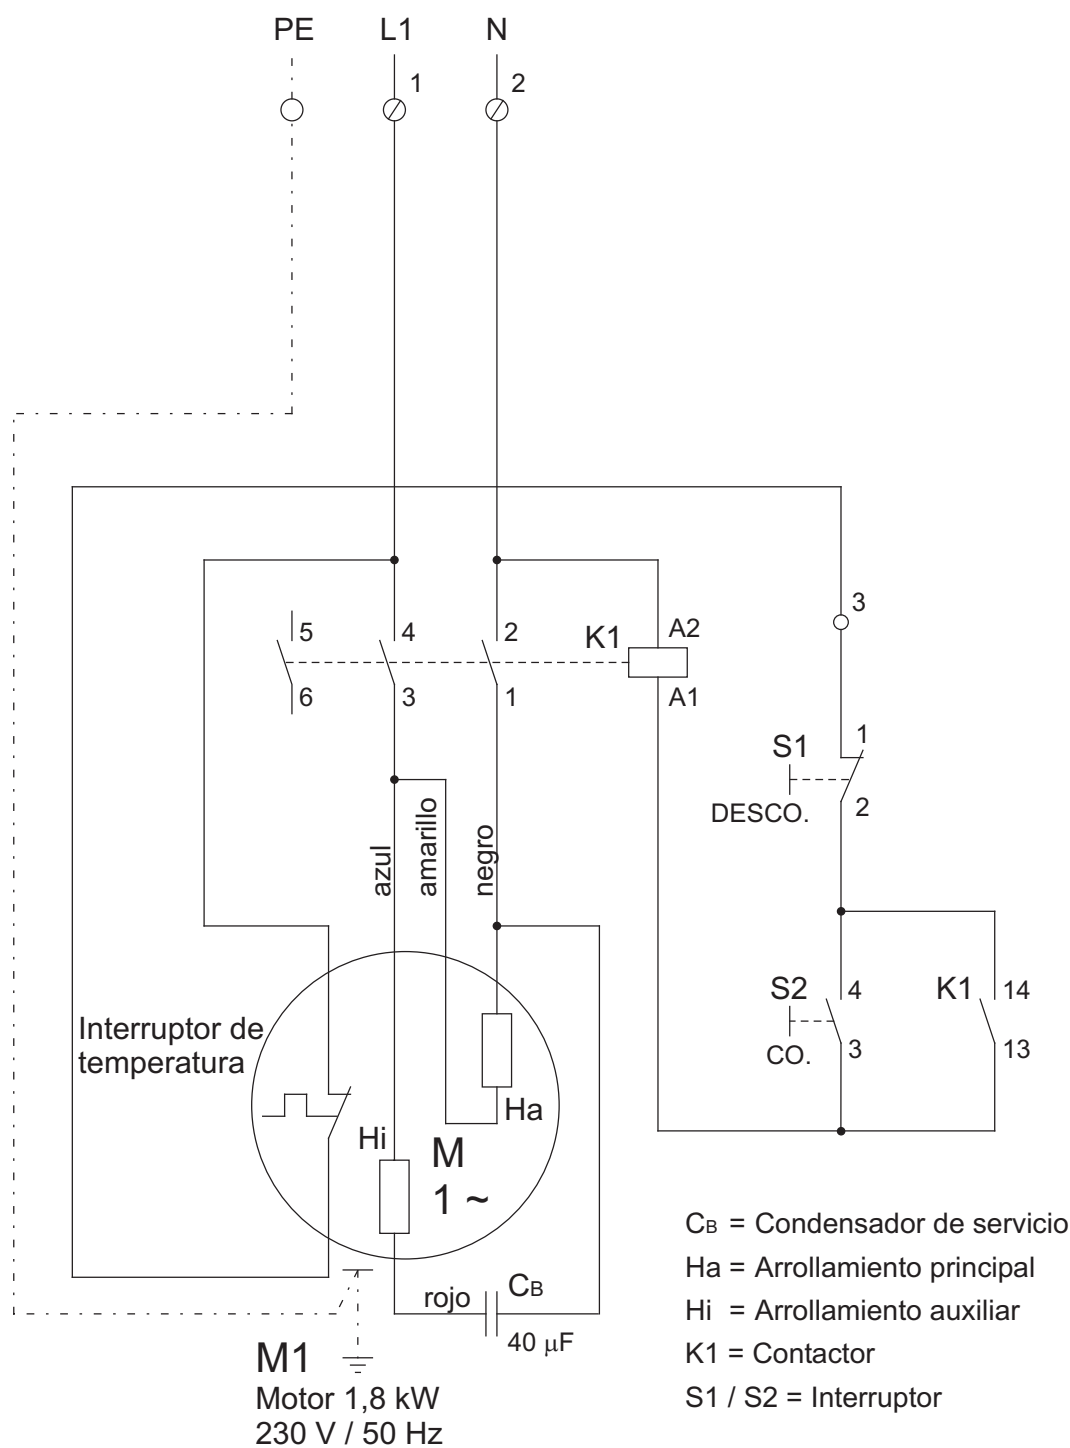 PE L1 N
1 2
3
5 4 2 K1 A2
6 3 1 A1
S1 1
DESCO. 2
azul amarillo negro
S2 4 K1 14
CO. 3 13
Interruptor de
temperatura
Ha
Hi M
1 ~
rojo CB
40 µF
M1
Motor 1,8 kW
230 V / 50 Hz
CB = Condensador de servicio
Ha = Arrollamiento principal
Hi = Arrollamiento auxiliar
K1 = Contactor
S1 / S2 = Interruptor